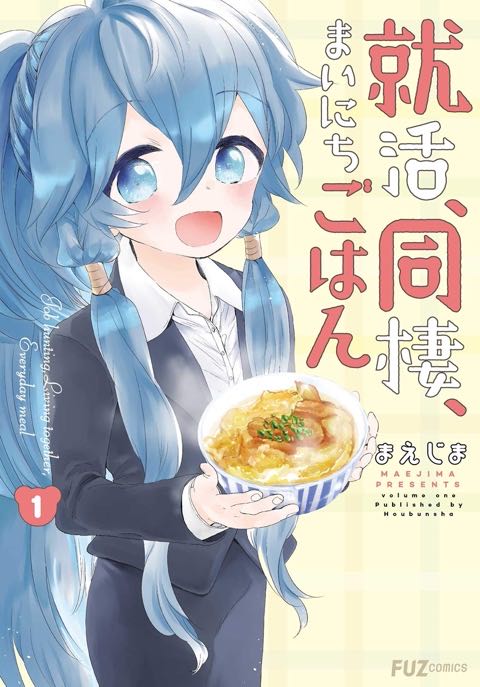 就活、同棲、
まいにち
ごはん
まえじま
MAEJIMA
PRESENTS
volume one
Published by
Houbunsha
Job hunting, Living together,
Everyday meal
1
FUZ COMICS